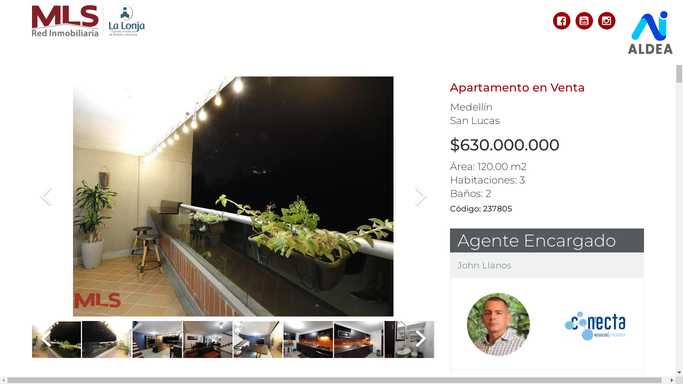 MLS
Red Inmobiliaria
La Lonja
ALDEA
Apartamento en Venta
Medellín
San Lucas
$630.000.000
Área: 120.00 m2
Habitaciones: 3
Baños: 2
Código: 237805
MLS
Agente Encargado
John Llanos
conecta